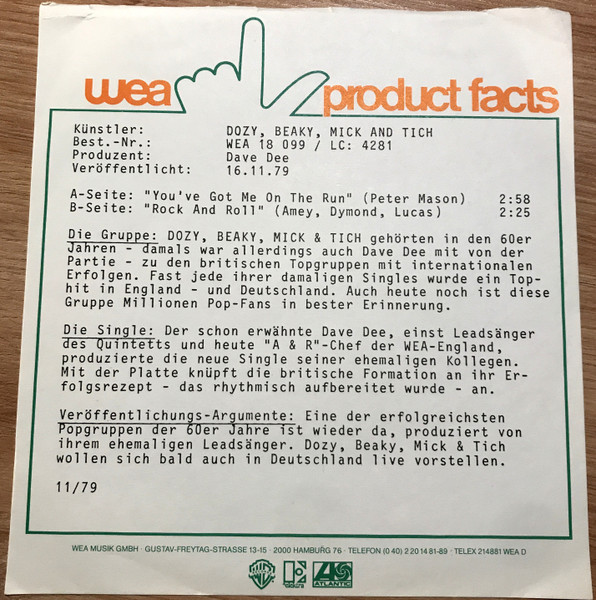 wea product facts
Künstler: DOZY, BEAKY, MICK AND TICH
Best.-Nr.: WEA 18 099 / LC: 4281
Produzent: Dave Dee
Veröffentlicht: 16.11.79
A-Seite: "You've Got Me On The Run" (Peter Mason) 2:58
B-Seite: "Rock And Roll" (Amey, Dymond, Lucas) 2:25
Die Gruppe: DOZY, BEAKY, MICK & TICH gehörten in den 60er
Jahren - damals war allerdings auch Dave Dee mit von der
Partie - zu den britischen Topgruppen mit internationalen
Erfolgen. Fast jede ihrer damaligen Singles wurde ein Top-
hit in England - und Deutschland. Auch heute noch ist diese
Gruppe Millionen Pop-Fans in bester Erinnerung.
Die Single: Der schon erwähnte Dave Dee, einst Leadsänger
des Quintetts und heute "A & R"-Chef der WEA-England,
produzierte die neue Single seiner ehemaligen Kollegen.
Mit der Platte knüpft die britische Formation an ihr Er-
folgsrezept - das rhythmisch aufbereitet wurde - an.
Veröffentlichungs-Argumente: Eine der erfolgreichsten
Popgruppen der 60er Jahre ist wieder da, produziert von
ihrem ehemaligen Leadsänger. Dozy, Beaky, Mick & Tich
wollen sich bald auch in Deutschland live vorstellen.
11/79
WEA MUSIK GMBH · GUSTAV-FREYTAG-STRASSE 13-15 · 2000 HAMBURG 76 · TELEFON (0 40) 2 20 14 81-89 · TELEX 214881 WEA D
ATLANTIC